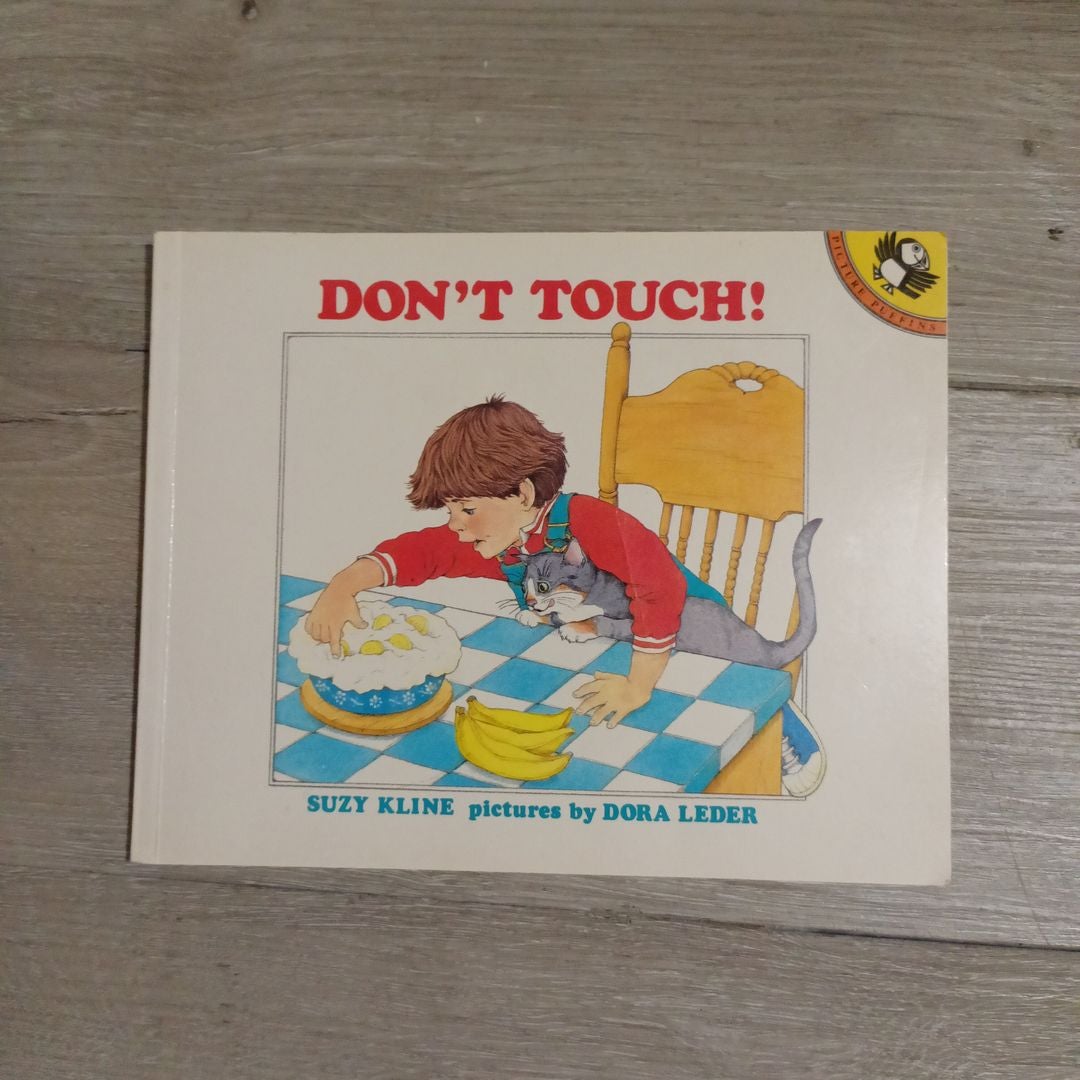 DON'T TOUCH!
PICTURE PUFFINS
SUZY KLINE pictures by DORA LEDER